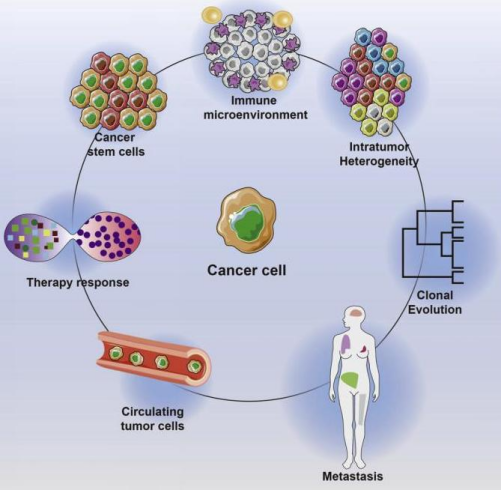 Immune
microenvironment
Cancer
stem cells
Intratumor
Heterogeneity
Cancer cell
Therapy response
Clonal
Evolution
Circulating
tumor cells
Metastasis